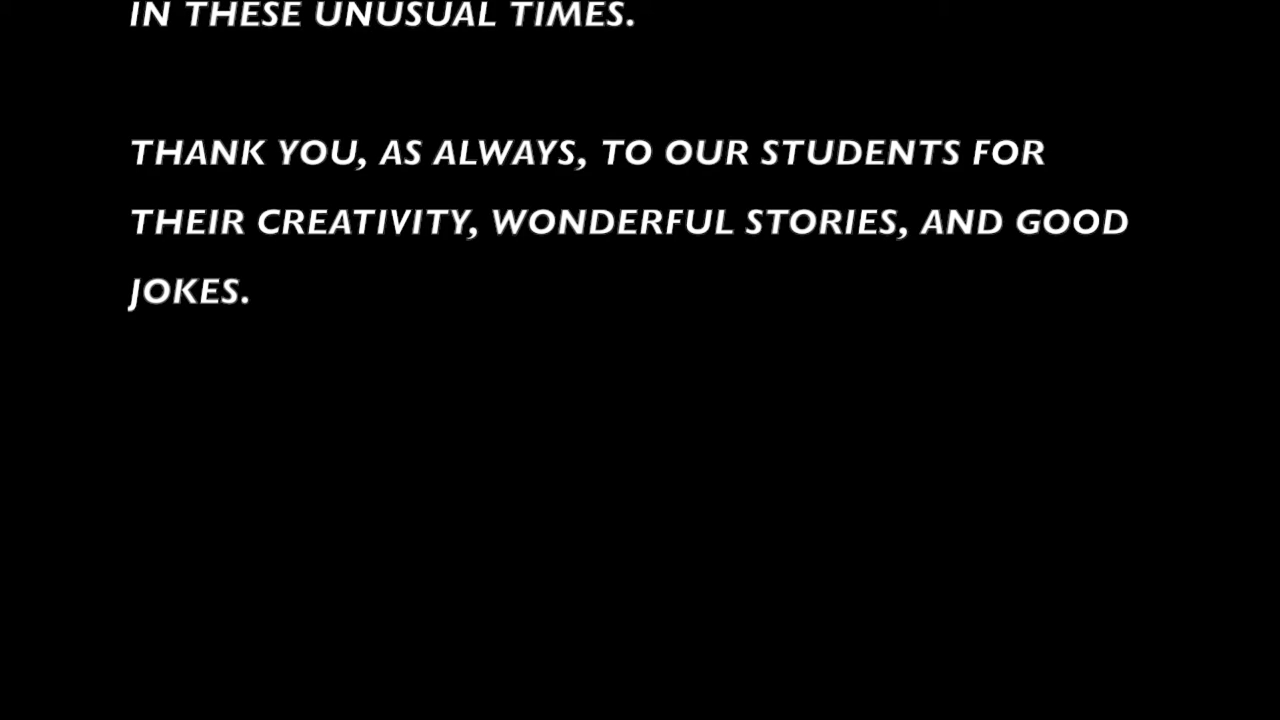 IN THESE UNUSUAL TIMES.
THANK YOU, AS ALWAYS, TO OUR STUDENTS FOR
THEIR CREATIVITY, WONDERFUL STORIES, AND GOOD
JOKES.